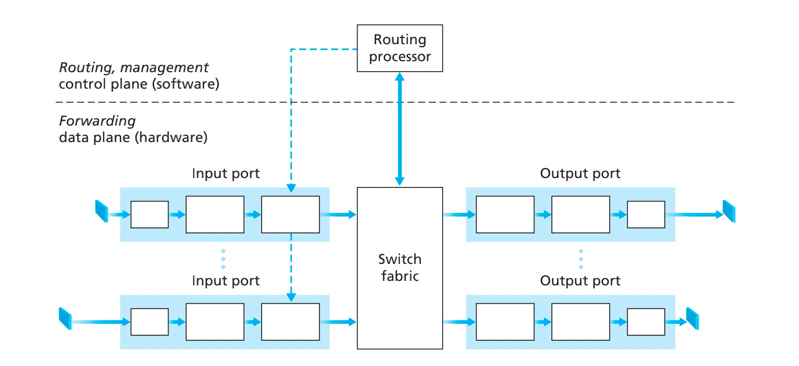 Routing
processor
Routing, management
control plane (software)
Forwarding
data plane (hardware)
Input port
Output port
Switch
fabric
Input port
Output port